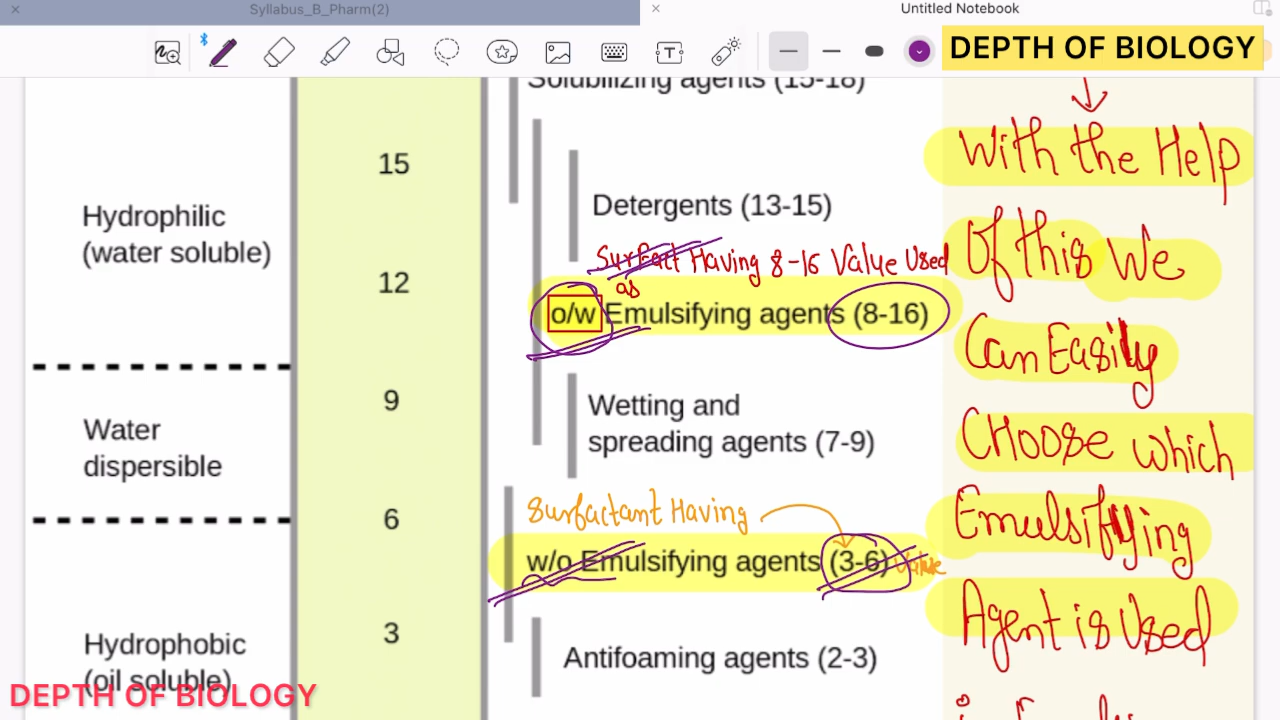 Syllabus_B_Pharm(2)
Untitled Notebook
DEPTH OF BIOLOGY
Solubilizing agents (15-18)
15
Detergents (13-15)
Hydrophilic
(water soluble)
Surfact Having 8-16 Value Used
as
12
o/w Emulsifying agents (8-16)
9
Wetting and
spreading agents (7-9)
Water
dispersible
6
Surfactant Having
w/o Emulsifying agents (3-6) Value
3
Hydrophobic
(oil soluble)
Antifoaming agents (2-3)
With the Help
Of this We
Can Easily
CHoose which
Emulsifying
Agent is Used
DEPTH OF BIOLOGY